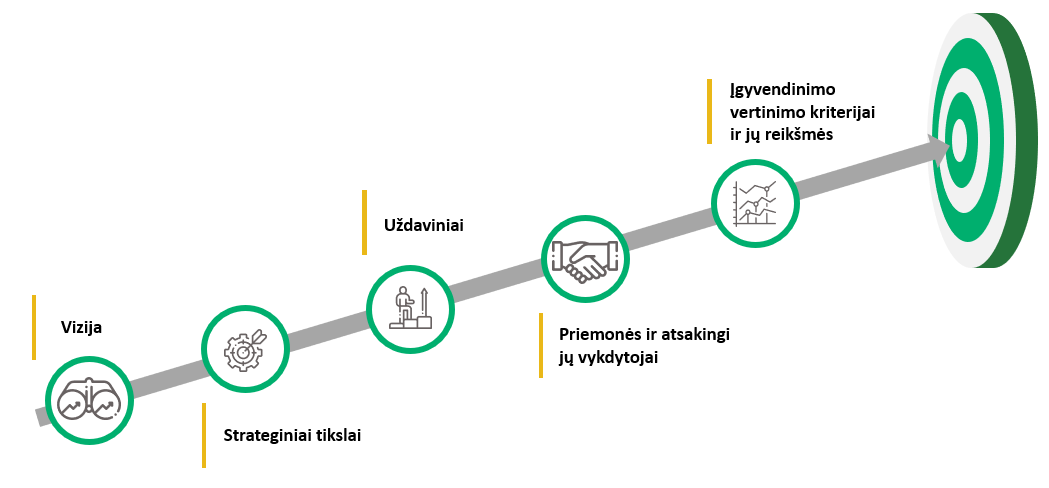 Vizija
Strateginiai tikslai
Uždaviniai
Priemonės ir atsakingi
jų vykdytojai
Įgyvendinimo
vertinimo kriterijai
ir jų reikšmės